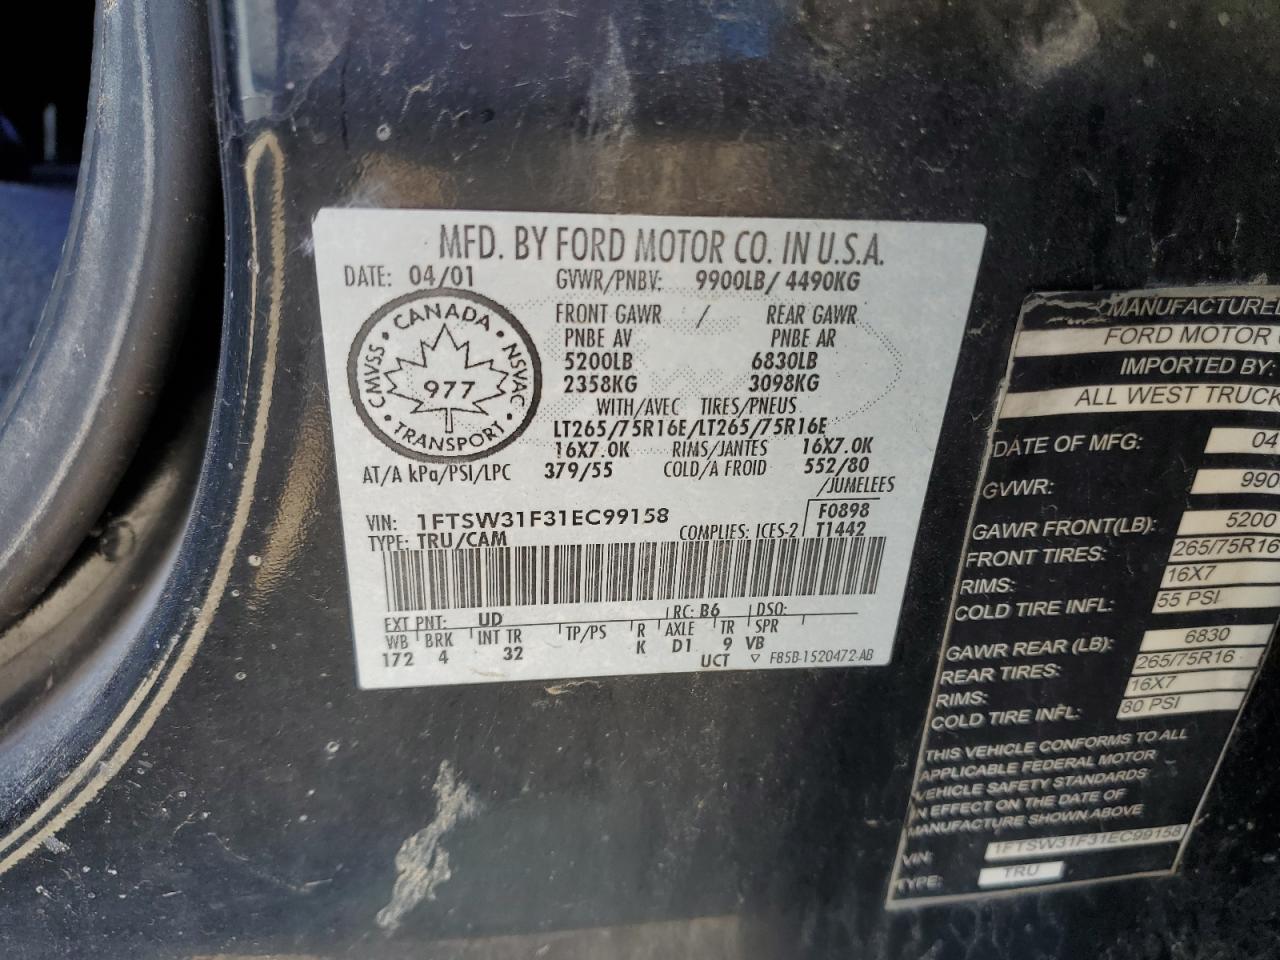 MFD. BY FORD MOTOR CO. IN U.S.A.
DATE: 04/01 GVWR/PNBV: 9900LB/ 4490KG
FRONT GAWR / REAR GAWR
PNBE AV PNBE AR
5200LB 6830LB
2358KG 3098KG
WITH/AVEC TIRES/PNEUS
LT265/75R16E/LT265/75R16E
16X7.0K RIMS/JANTES 16X7.0K
AT/A kPa/PSI/LPC 379/55 COLD/A FROID 552/80
/JUMELEES
CANADA
CMVSS NSVAC
977
TRANSPORT
VIN: 1FTSW31F31EC99158 F0898
TYPE: TRU/CAM COMPLIES: ICES-2 T1442
EXT PNT: UD RC: B6 DSO:
WB BRK INT TR TP/PS R AXLE TR SPR
172 4 32 K D1 9 VB
UCT ▽ F85B-1520472-AB
MANUFACTURED
FORD MOTOR
IMPORTED BY:
ALL WEST TRUCK
DATE OF MFG: 04
GVWR: 990
GAWR FRONT(LB): 5200
FRONT TIRES: 265/75R16
RIMS: 16X7
COLD TIRE INFL: 55 PSI
GAWR REAR (LB): 6830
REAR TIRES: 265/75R16
RIMS: 16X7
COLD TIRE INFL: 80 PSI
THIS VEHICLE CONFORMS TO ALL
APPLICABLE FEDERAL MOTOR
VEHICLE SAFETY STANDARDS
IN EFFECT ON THE DATE OF
MANUFACTURE SHOWN ABOVE
VIN: 1FTSW31F31EC99158
TYPE: TRU